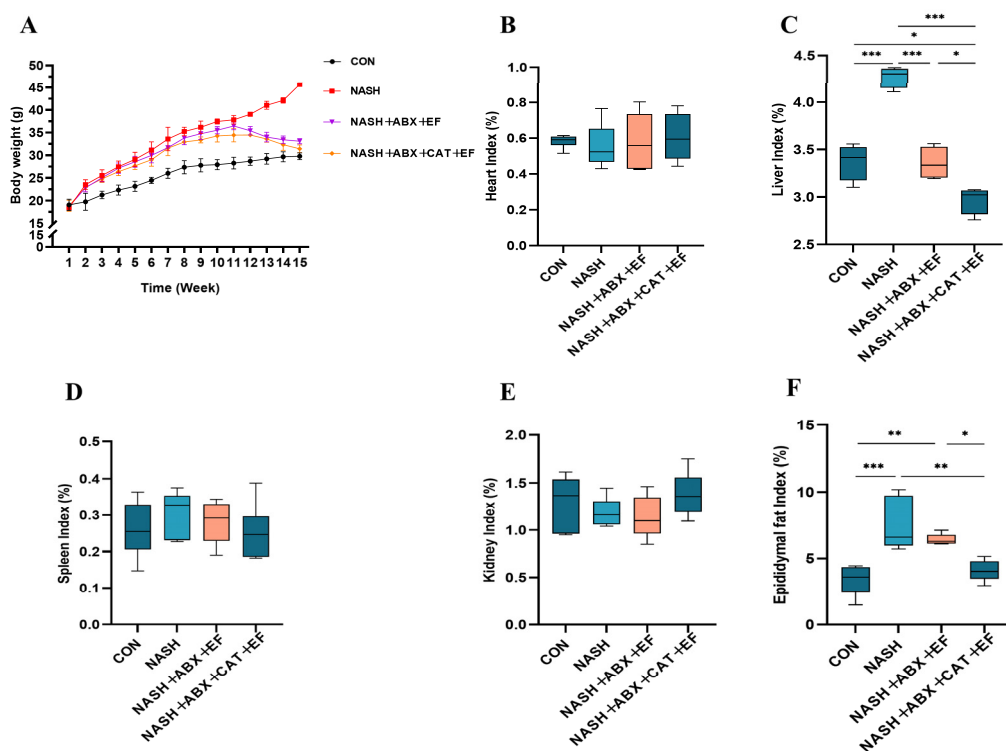 A
Body weight (g)
50
45
40
35
30
25
20
15
15
0
1 2 3 4 5 6 7 8 9 10 11 12 13 14 15
Time (Week)
CON
NASH
NASH+ABX+EF
NASH+ABX+CAT+EF
B
Heart Index (%)
1.0
0.8
0.6
0.4
0.2
0.0
CON
NASH
NASH+ABX+EF
NASH+ABX+CAT+EF
C
Liver Index (%)
4.5
4.0
3.5
3.0
2.5
***
*
*** *** *
CON
NASH
NASH+ABX+EF
NASH+ABX+CAT+EF
D
Spleen Index (%)
0.5
0.4
0.3
0.2
0.1
0.0
CON
NASH
NASH+ABX+EF
NASH+ABX+CAT+EF
E
Kidney Index (%)
2.0
1.5
1.0
0.5
0.0
CON
NASH
NASH+ABX+EF
NASH+ABX+CAT+EF
F
Epididymal fat Index (%)
15
10
5
0
** *
*** **
CON
NASH
NASH+ABX+EF
NASH+ABX+CAT+EF